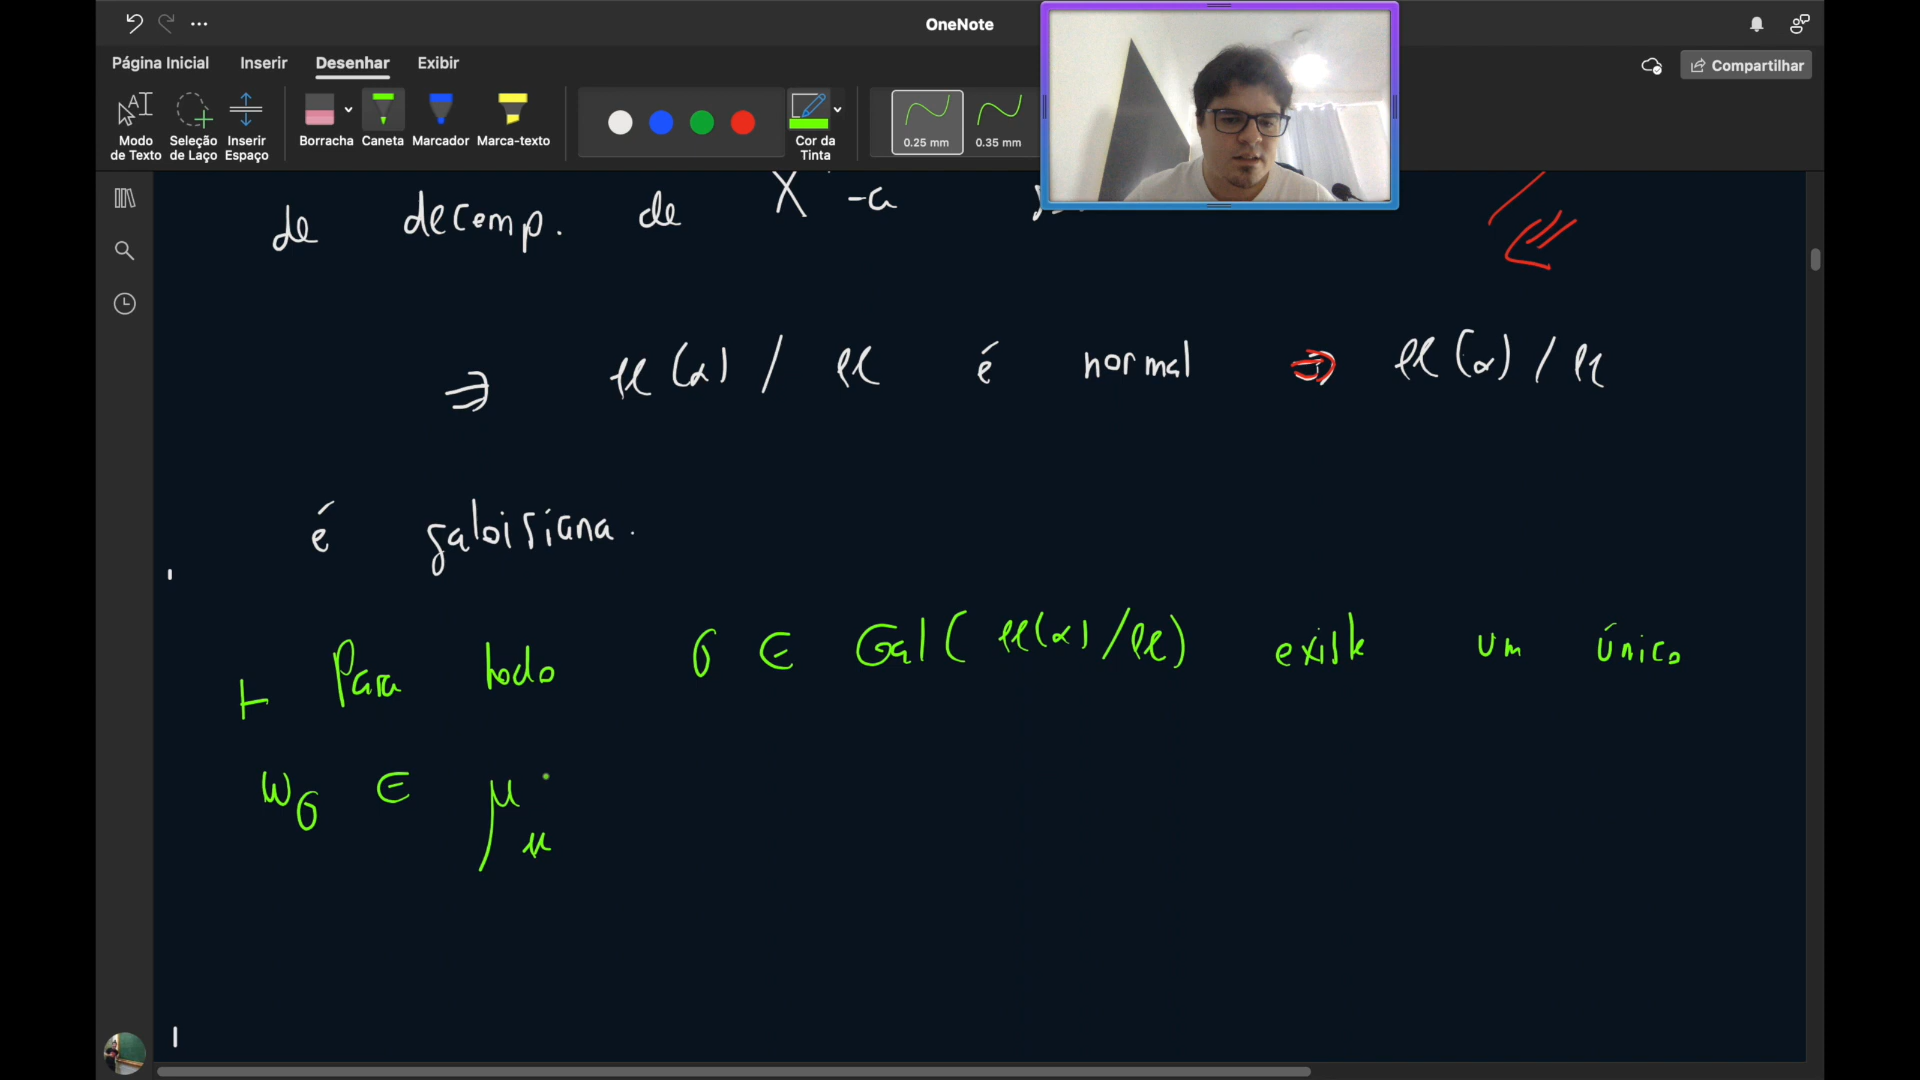 OneNote
Página Inicial Inserir Desenhar Exibir
Compartilhar
Modo de Texto
Seleção de Laço
Inserir Espaço
Borracha
Caneta
Marcador
Marca-texto
Cor da Tinta
0.25 mm
0.35 mm
de decomp. de X -a
⇒ k(α) / k é normal ⇒ k(α) / k
é galoisiana.
⊢ Para todo σ ∈ Gal( k(α) / k ) existe um único
ω_σ ∈ μ_n